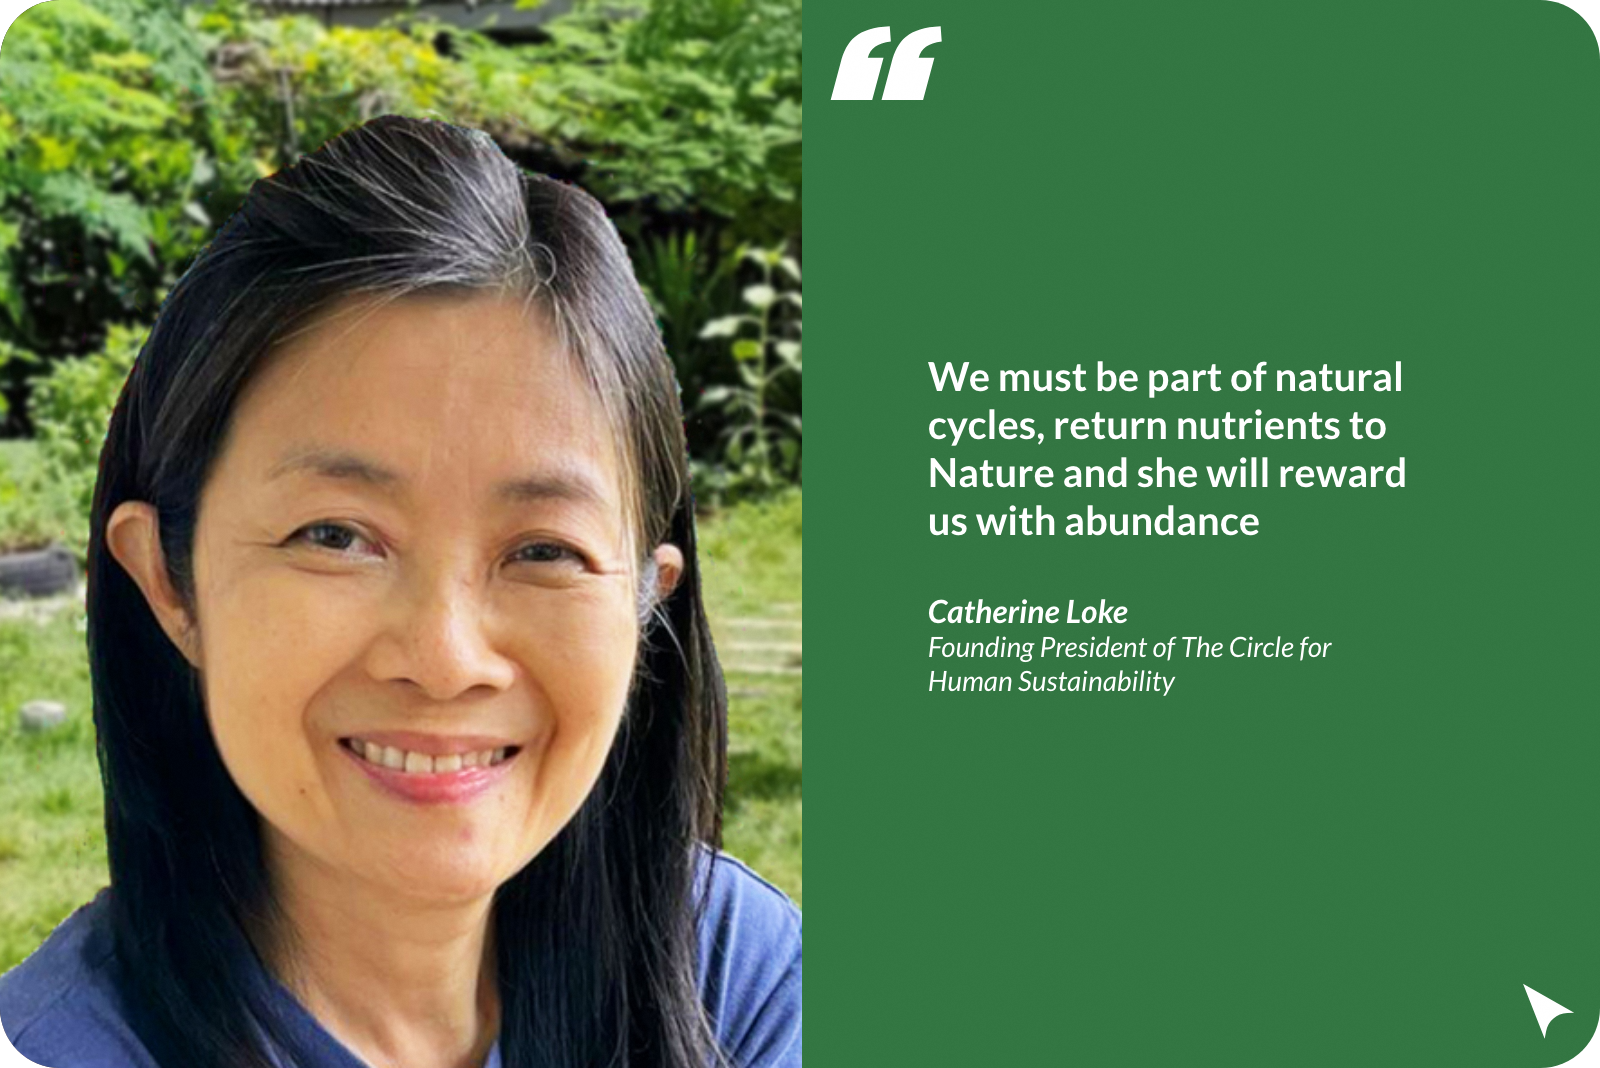 “
We must be part of natural
cycles, return nutrients to
Nature and she will reward
us with abundance
Catherine Loke
Founding President of The Circle for
Human Sustainability